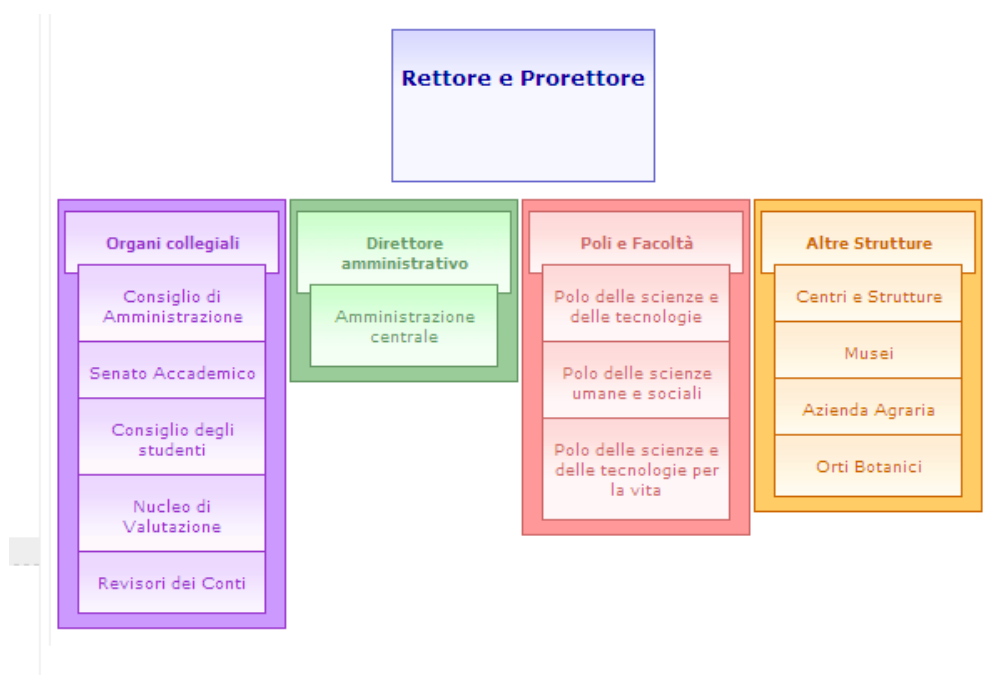 Rettore e Prorettore
Organi collegiali
Consiglio di
Amministrazione
Senato Accademico
Consiglio degli
studenti
Nucleo di
Valutazione
Revisori dei Conti
Direttore
amministrativo
Amministrazione
centrale
Poli e Facoltà
Polo delle scienze e
delle tecnologie
Polo delle scienze
umane e sociali
Polo delle scienze e
delle tecnologie per
la vita
Altre Strutture
Centri e Strutture
Musei
Azienda Agraria
Orti Botanici